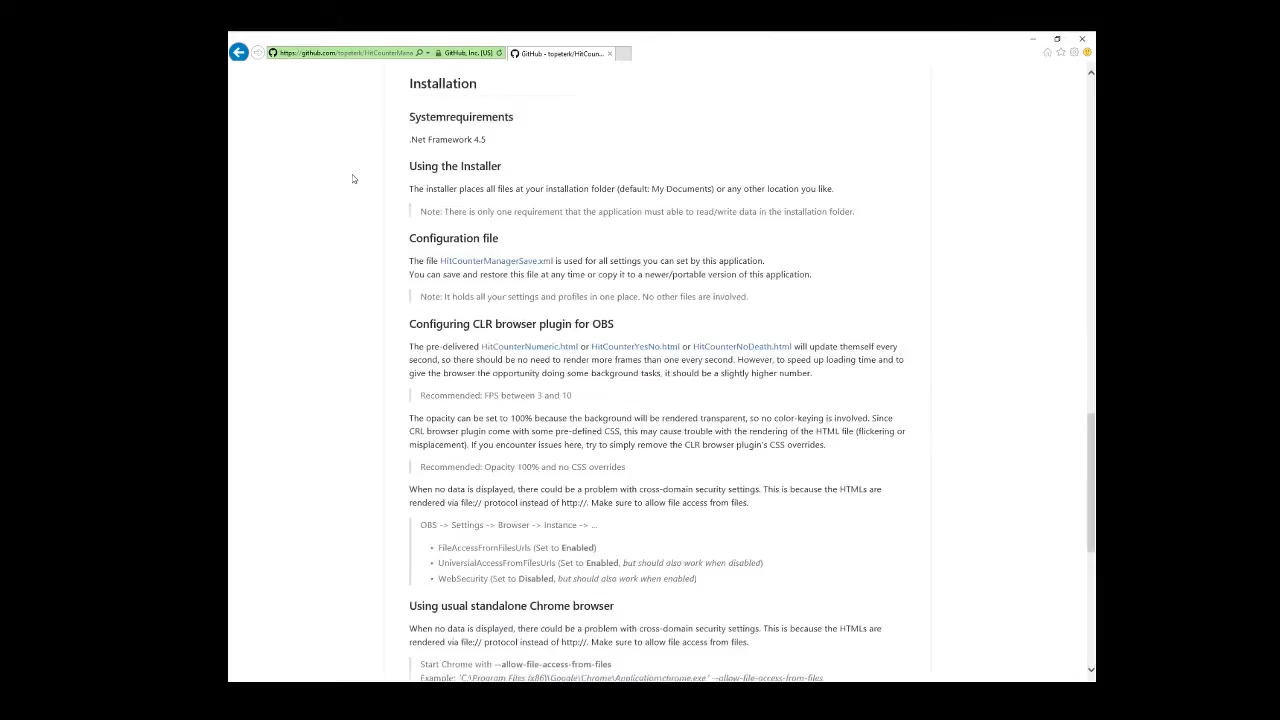 https://github.com/topeterk/HitCounterMana
GitHub, Inc. [US]
GitHub - topeterk/HitCoun...
Installation
Systemrequirements
.Net Framework 4.5
Using the Installer
The installer places all files at your installation folder (default: My Documents) or any other location you like.
Note: There is only one requirement that the application must able to read/write data in the installation folder.
Configuration file
The file HitCounterManagerSave.xml is used for all settings you can set by this application.
You can save and restore this file at any time or copy it to a newer/portable version of this application.
Note: It holds all your settings and profiles in one place. No other files are involved.
Configuring CLR browser plugin for OBS
The pre-delivered HitCounterNumeric.html or HitCounterYesNo.html or HitCounterNoDeath.html will update themself every
second, so there should be no need to render more frames than one every second. However, to speed up loading time and to
give the browser the opportunity doing some background tasks, it should be a slightly higher number.
Recommended: FPS between 3 and 10
The opacity can be set to 100% because the background will be rendered transparent, so no color-keying is involved. Since
CRL browser plugin come with some pre-defined CSS, this may cause trouble with the rendering of the HTML file (flickering or
misplacement). If you encounter issues here, try to simply remove the CLR browser plugin's CSS overrides.
Recommended: Opacity 100% and no CSS overrides
When no data is displayed, there could be a problem with cross-domain security settings. This is because the HTMLs are
rendered via file:// protocol instead of http://. Make sure to allow file access from files.
OBS -> Settings -> Browser -> Instance -> ...
• FileAccessFromFilesUrls (Set to Enabled)
• UniversialAccessFromFilesUrls (Set to Enabled, but should also work when disabled)
• WebSecurity (Set to Disabled, but should also work when enabled)
Using usual standalone Chrome browser
When no data is displayed, there could be a problem with cross-domain security settings. This is because the HTMLs are
rendered via file:// protocol instead of http://. Make sure to allow file access from files.
Start Chrome with --allow-file-access-from-files
Example: "C:\Program Files (x86)\Google\Chrome\Application\chrome.exe" --allow-file-access-from-files